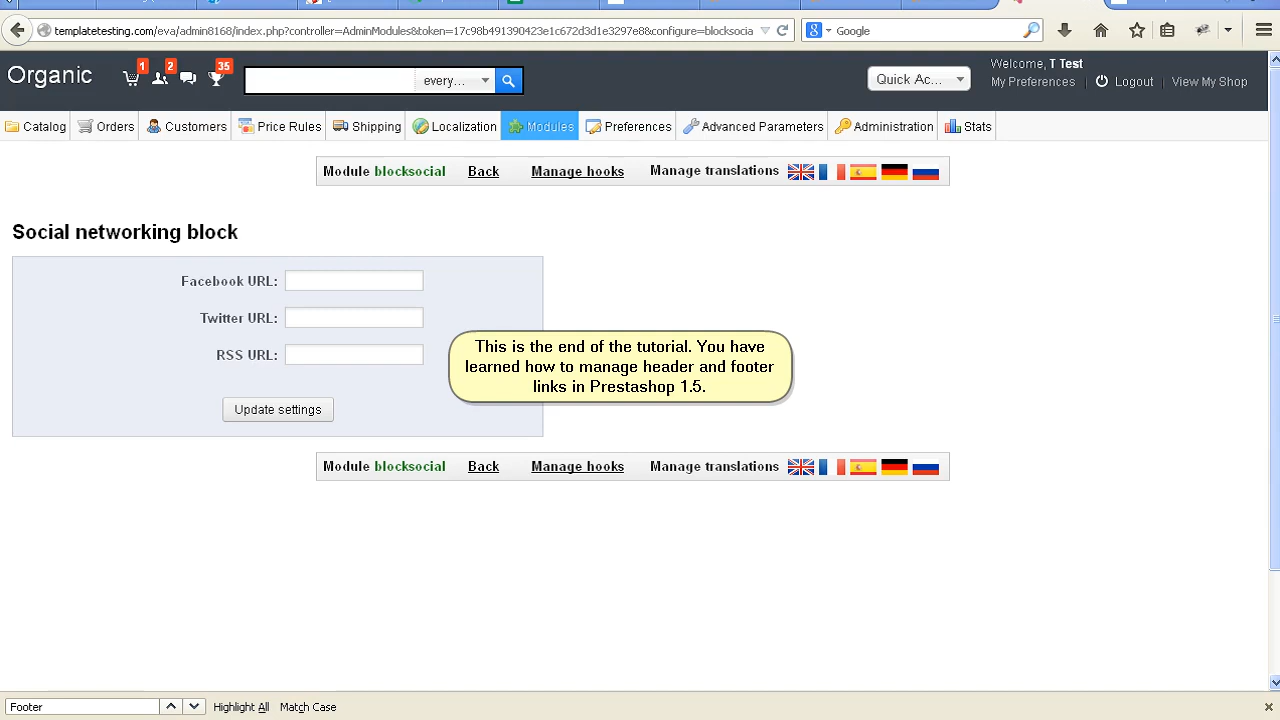 templatetesting.com/eva/admin8168/index.php?controller=AdminModules&token=17c98b491390423e1c672d3d1e3297e8&configure=blocksocia
Google
Organic
1
2
35
every...
Quick Ac...
Welcome, T Test
My Preferences
Logout
View My Shop
Catalog
Orders
Customers
Price Rules
Shipping
Localization
Modules
Preferences
Advanced Parameters
Administration
Stats
Module blocksocial Back Manage hooks Manage translations
Social networking block
Facebook URL:
Twitter URL:
RSS URL:
Update settings
This is the end of the tutorial. You have
learned how to manage header and footer
links in Prestashop 1.5.
Module blocksocial Back Manage hooks Manage translations
Footer
Highlight All
Match Case